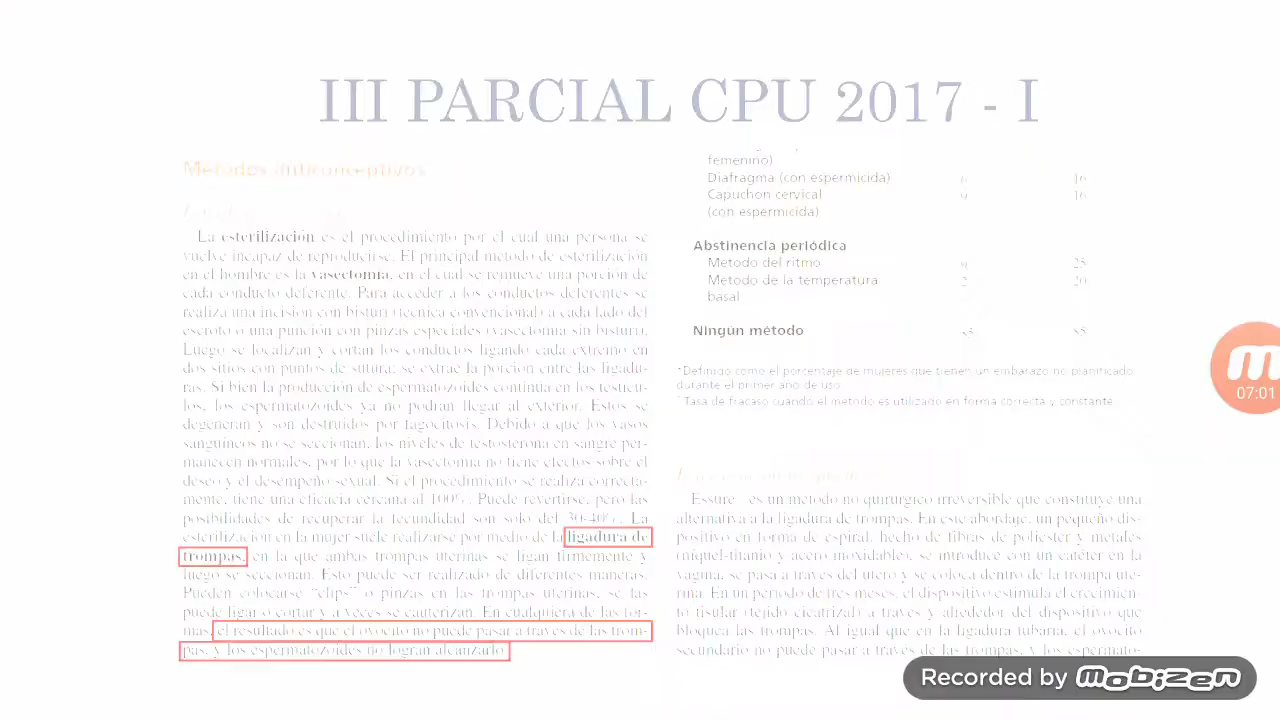 III PARCIAL CPU 2017 - I
Métodos anticonceptivos
La esterilización es el procedimiento por el cual una persona se
vuelve incapaz de reproducirse. El principal método de esterilización
en el hombre es la vasectomía, en el cual se remueve una porción de
cada conducto deferente. Para acceder a los conductos deferentes se
realiza una incisión con bisturí (técnica convencional) a cada lado del
escroto o una punción con pinzas especiales (vasectomía sin bisturí).
Luego se localizan y cortan los conductos ligando cada extremo en
dos sitios con puntos de sutura; se extrae la porción entre las ligadu-
ras. Si bien la producción de espermatozoides continúa en los testícu-
los, los espermatozoides ya no podrán llegar al exterior. Estos se
degeneran y son destruidos por fagocitosis. Debido a que los vasos
sanguíneos no se seccionan, los niveles de testosterona en sangre per-
manecen normales, por lo que la vasectomía no tiene efectos sobre el
deseo y el desempeño sexual. Si el procedimiento se realiza correcta-
mente, tiene una eficacia cercana al 100%. Puede revertirse, pero las
posibilidades de recuperar la fecundidad son solo del 30-40%. La
esterilización en la mujer suele realizarse por medio de la ligadura de
trompas, en la que ambas trompas uterinas se ligan firmemente y
luego se seccionan. Esto puede ser realizado de diferentes maneras.
Pueden colocarse "clips" o pinzas en las trompas uterinas, se las
puede ligar o cortar y a veces se cauterizan. En cualquiera de las for-
mas, el resultado es que el ovocito no puede pasar a través de las trom-
pas, y los espermatozoides no logran alcanzarlo.
femenino)
Diafragma (con espermicida) 6 16
Capuchón cervical 9 16
(con espermicida)
Abstinencia periódica
Método del ritmo 9 25
Método de la temperatura 2 20
basal
Ningún método 85 85
*Definido como el porcentaje de mujeres que tienen un embarazo no planificado
durante el primer año de uso
Tasa de fracaso cuando el método es utilizado en forma correcta y constante
Essure es un método no quirúrgico irreversible que constituye una
alternativa a la ligadura de trompas. En este abordaje, un pequeño dis-
positivo en forma de espiral, hecho de fibras de poliéster y metales
(níquel-titanio y acero inoxidable), se introduce con un catéter en la
vagina, se pasa a través del útero y se coloca dentro de la trompa ute-
rina. En un período de tres meses, el dispositivo estimula el crecimien-
to tisular (tejido cicatrizal) a través y alrededor del dispositivo que
bloquea las trompas. Al igual que en la ligadura tubaria, el ovocito
secundario no puede pasar a través de las trompas, y los espermato-
07:01
Recorded by mobizen